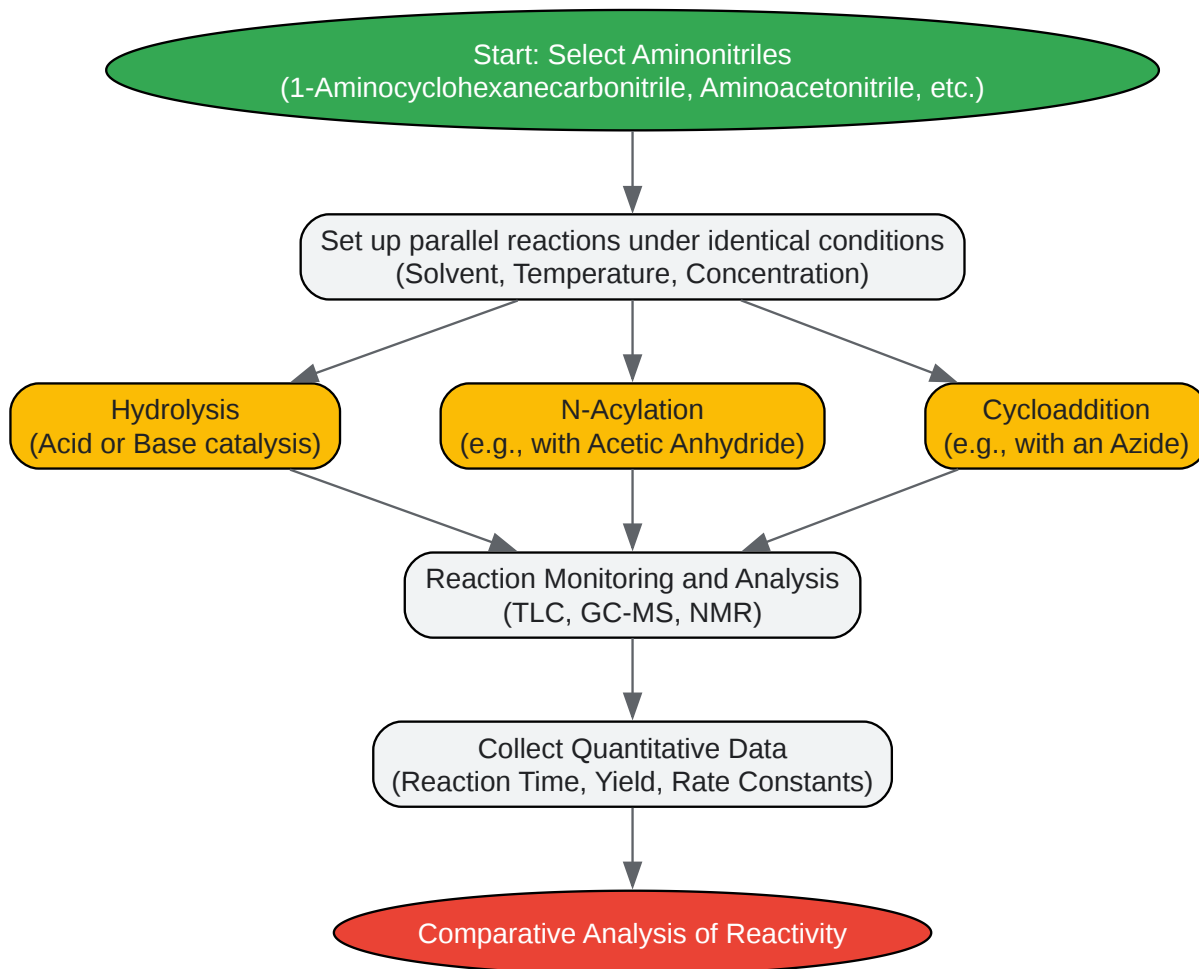 Start: Select Aminonitriles
(1-Aminocyclohexanecarbonitrile, Aminoacetonitrile, etc.)
Set up parallel reactions under identical conditions
(Solvent, Temperature, Concentration)
Hydrolysis
(Acid or Base catalysis)
N-Acylation
(e.g., with Acetic Anhydride)
Cycloaddition
(e.g., with an Azide)
Reaction Monitoring and Analysis
(TLC, GC-MS, NMR)
Collect Quantitative Data
(Reaction Time, Yield, Rate Constants)
Comparative Analysis of Reactivity